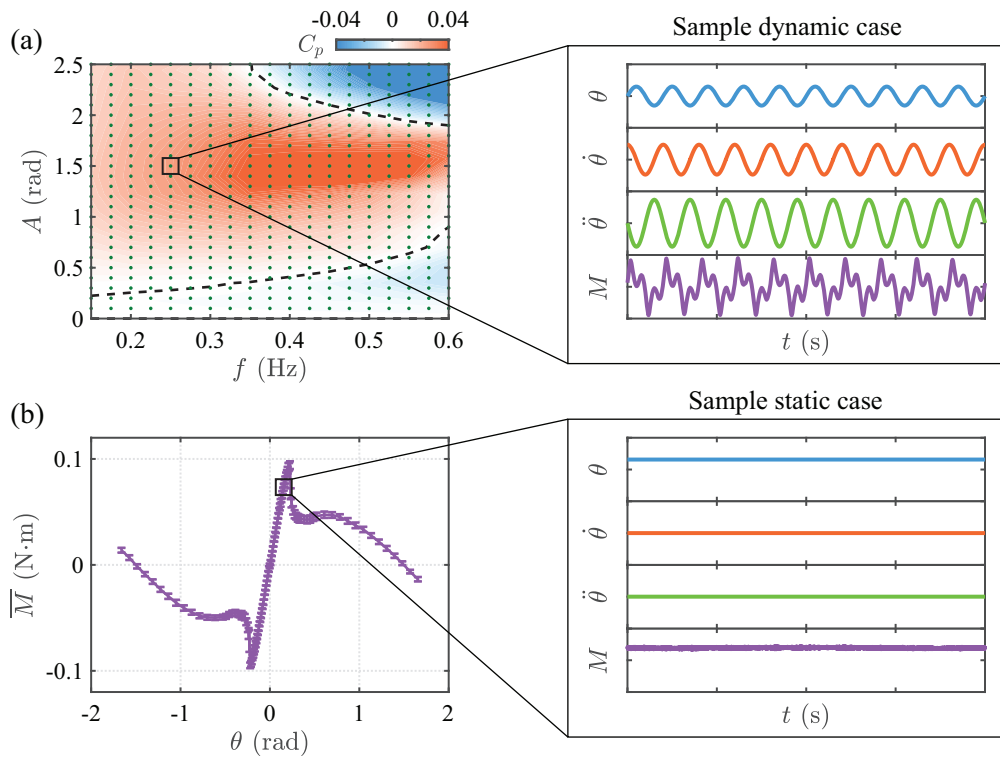 (a)
-0.04 0 0.04
C_p
Sample dynamic case
2.5
2
1.5
1
0.5
0
A (rad)
0.2 0.3 0.4 0.5 0.6
f (Hz)
θ
θ̇
θ̈
M
t (s)
(b)
Sample static case
0.1
0
-0.1
M̅ (N·m)
-2 -1 0 1 2
θ (rad)
θ
θ̇
θ̈
M
t (s)